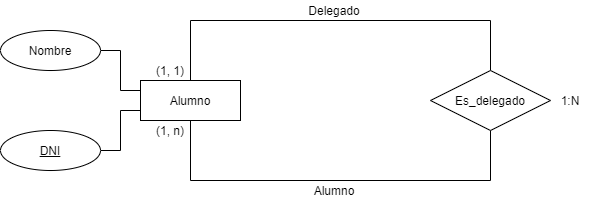 Delegado
Nombre
(1, 1)
Alumno
Es_delegado
1:N
(1, n)
DNI
Alumno